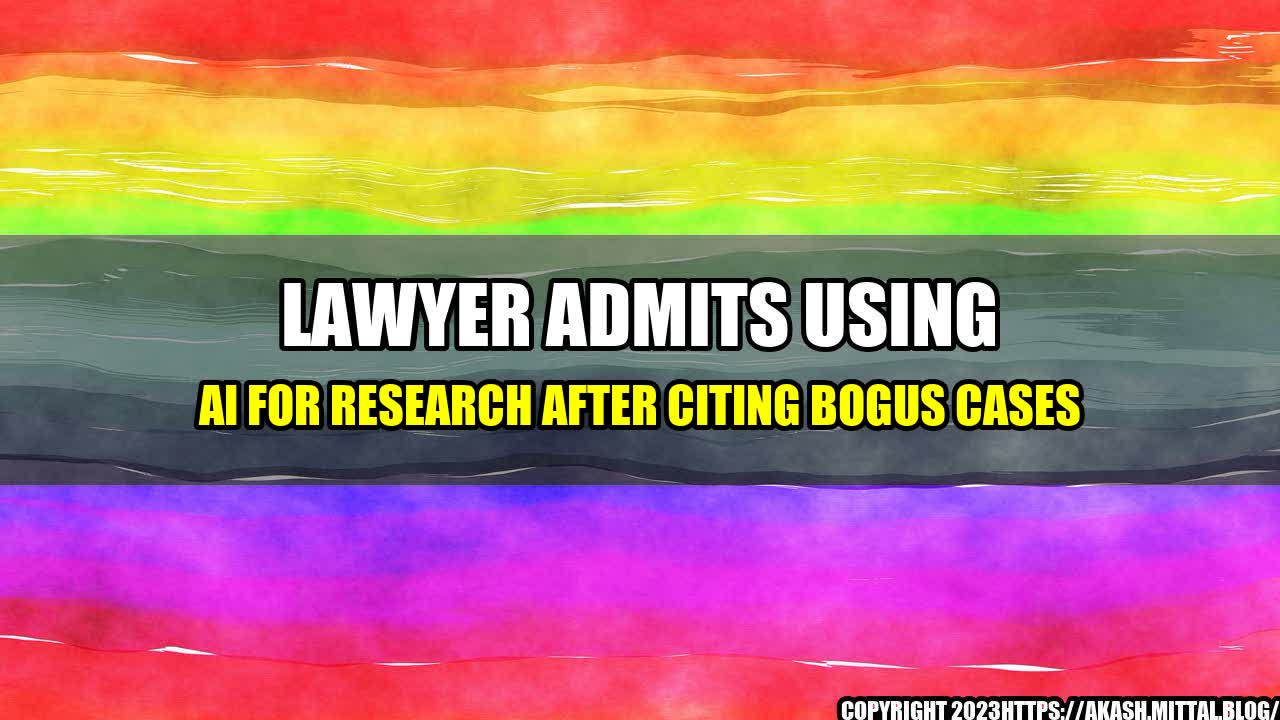 LAWYER ADMITS USING
AI FOR RESEARCH AFTER CITING BOGUS CASES
COPYRIGHT 2023HTTPS://AKASH.MITTAL.BLOG/